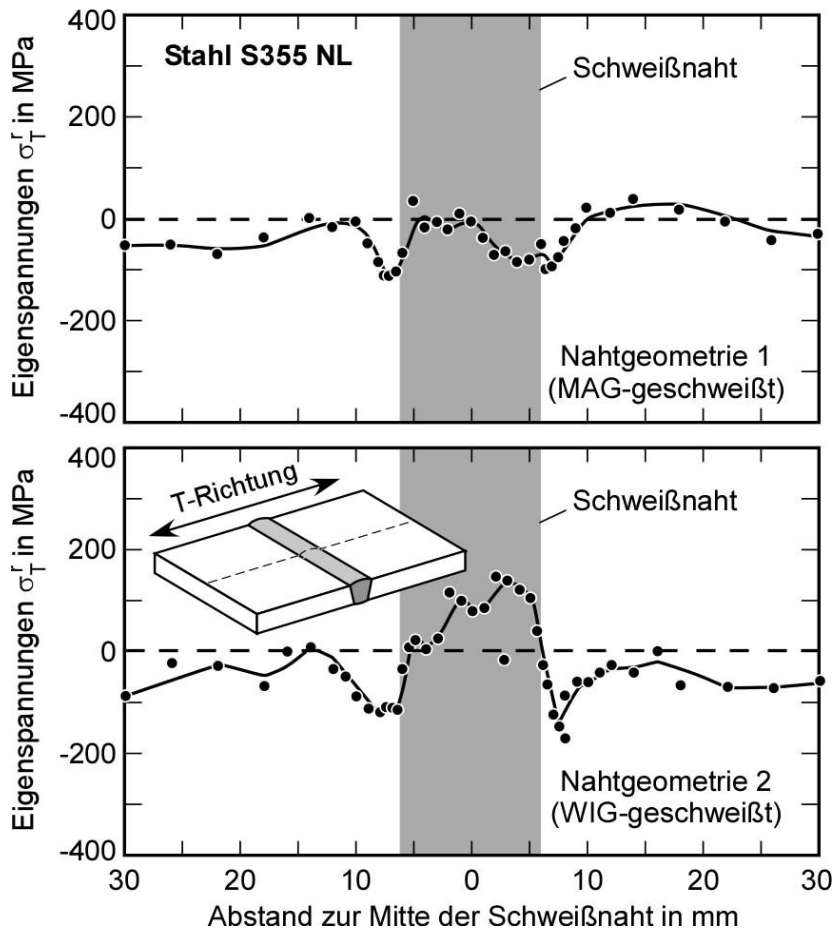 400
200
0
-200
-400
Eigenspannungen σ_T^r in MPa
Stahl S355 NL
Schweißnaht
Nahtgeometrie 1
(MAG-geschweißt)
400
200
0
-200
-400
Eigenspannungen σ_T^r in MPa
T-Richtung
Schweißnaht
Nahtgeometrie 2
(WIG-geschweißt)
30 20 10 0 10 20 30
Abstand zur Mitte der Schweißnaht in mm